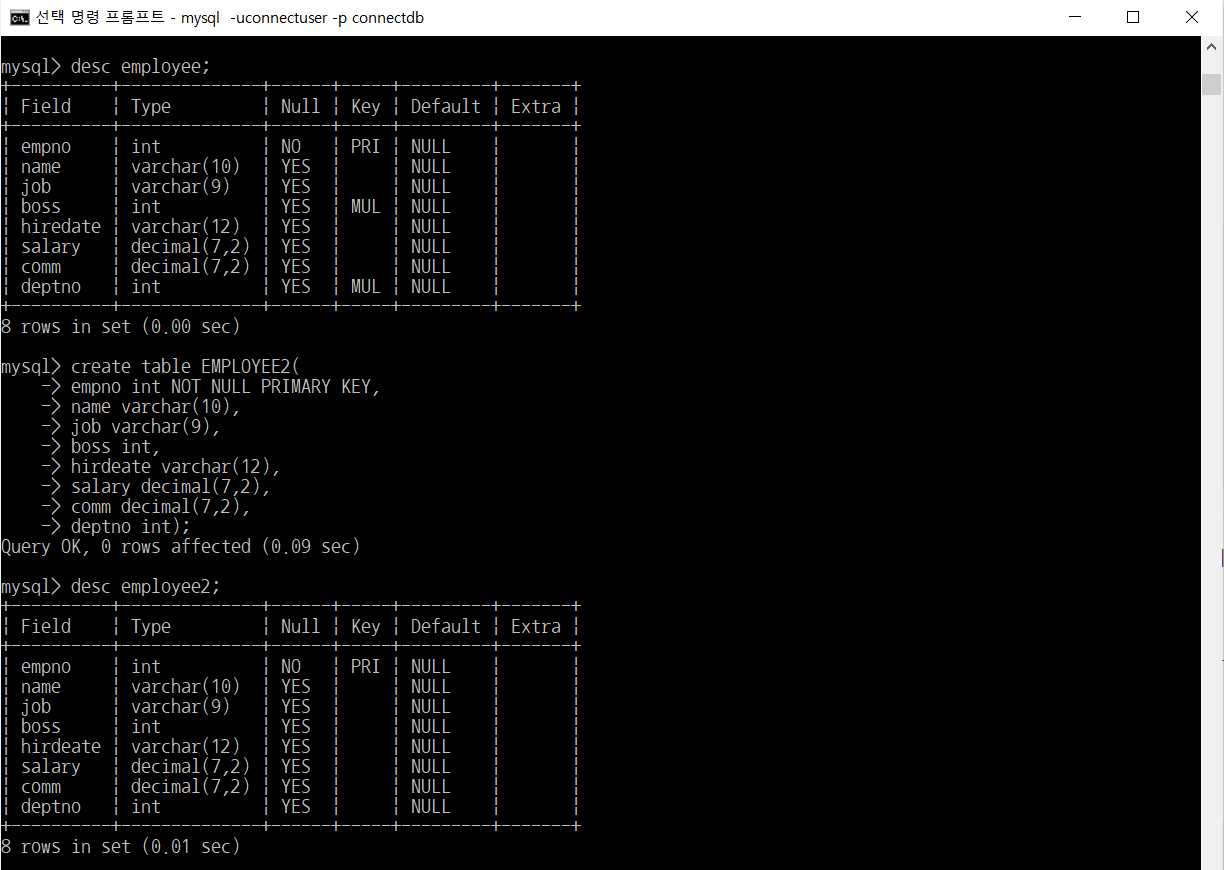 선택 명령 프롬프트 - mysql  -uconnectuser -p connectdb
mysql> desc employee;
+----------+--------------+------+-----+---------+-------+
| Field    | Type         | Null | Key | Default | Extra |
+----------+--------------+------+-----+---------+-------+
| empno    | int          | NO   | PRI | NULL    |       |
| name     | varchar(10)  | YES  |     | NULL    |       |
| job      | varchar(9)   | YES  |     | NULL    |       |
| boss     | int          | YES  | MUL | NULL    |       |
| hiredate | varchar(12)  | YES  |     | NULL    |       |
| salary   | decimal(7,2) | YES  |     | NULL    |       |
| comm     | decimal(7,2) | YES  |     | NULL    |       |
| deptno   | int          | YES  | MUL | NULL    |       |
+----------+--------------+------+-----+---------+-------+
8 rows in set (0.00 sec)
mysql> create table EMPLOYEE2(
    -> empno int NOT NULL PRIMARY KEY,
    -> name varchar(10),
    -> job varchar(9),
    -> boss int,
    -> hirdeate varchar(12),
    -> salary decimal(7,2),
    -> comm decimal(7,2),
    -> deptno int);
Query OK, 0 rows affected (0.09 sec)
mysql> desc employee2;
+----------+--------------+------+-----+---------+-------+
| Field    | Type         | Null | Key | Default | Extra |
+----------+--------------+------+-----+---------+-------+
| empno    | int          | NO   | PRI | NULL    |       |
| name     | varchar(10)  | YES  |     | NULL    |       |
| job      | varchar(9)   | YES  |     | NULL    |       |
| boss     | int          | YES  |     | NULL    |       |
| hirdeate | varchar(12)  | YES  |     | NULL    |       |
| salary   | decimal(7,2) | YES  |     | NULL    |       |
| comm     | decimal(7,2) | YES  |     | NULL    |       |
| deptno   | int          | YES  |     | NULL    |       |
+----------+--------------+------+-----+---------+-------+
8 rows in set (0.01 sec)